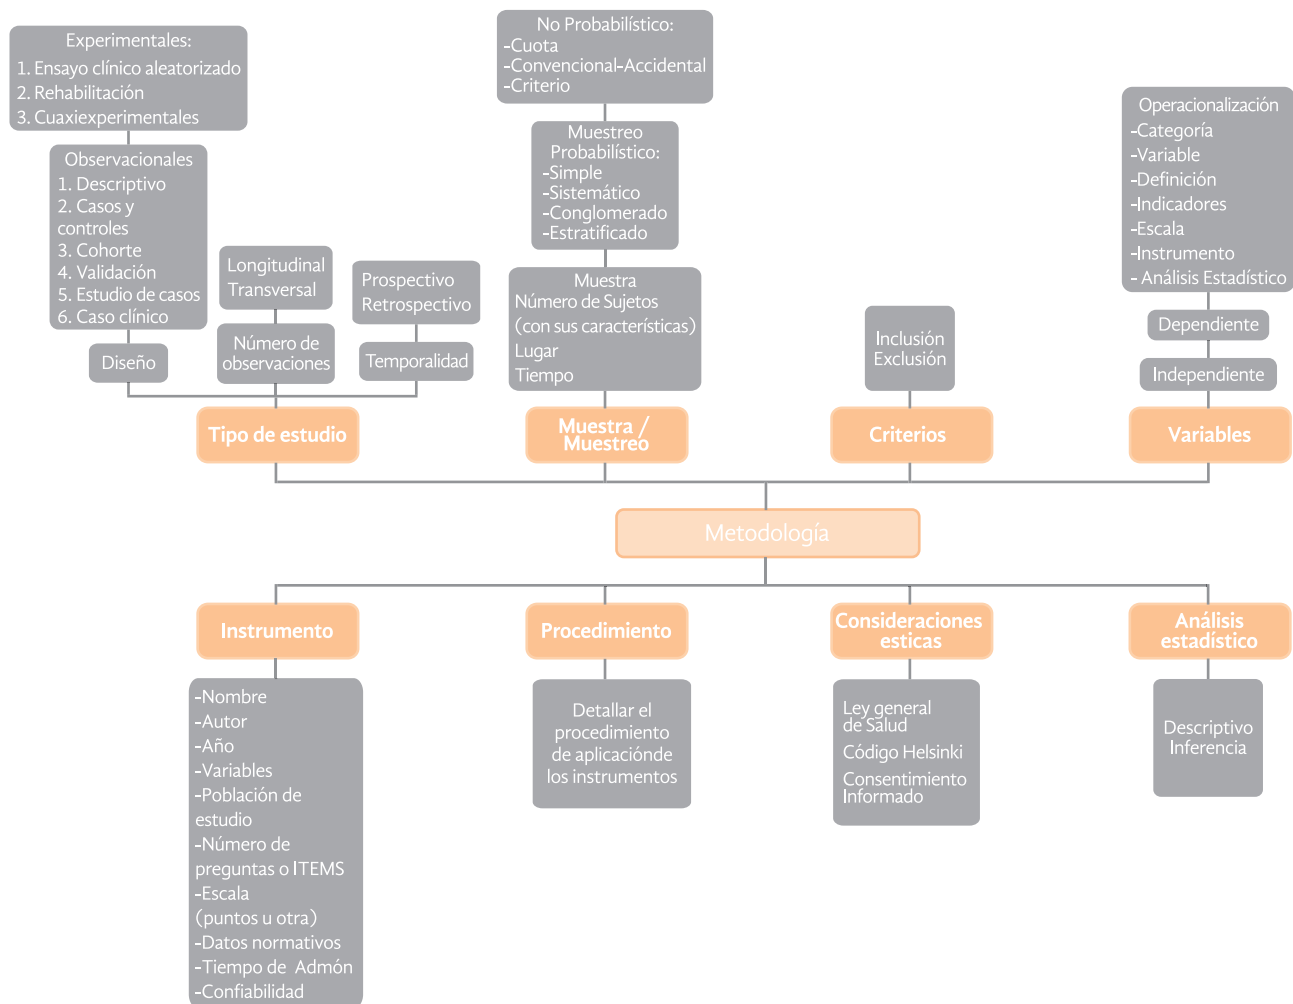 Experimentales:
1. Ensayo clínico aleatorizado
2. Rehabilitación
3. Cuaxiexperimentales
Observacionales
1. Descriptivo
2. Casos y
controles
3. Cohorte
4. Validación
5. Estudio de casos
6. Caso clínico
Diseño
Longitudinal
Transversal
Número de
observaciones
Prospectivo
Retrospectivo
Temporalidad
Tipo de estudio
No Probabilístico:
-Cuota
-Convencional-Accidental
-Criterio
Muestreo
Probabilístico:
-Simple
-Sistemático
-Conglomerado
-Estratificado
Muestra
Número de Sujetos
(con sus características)
Lugar
Tiempo
Muestra /
Muestreo
Inclusión
Exclusión
Criterios
Operacionalización
-Categoría
-Variable
-Definición
-Indicadores
-Escala
-Instrumento
- Análisis Estadístico
Dependiente
Independiente
Variables
Metodología
Instrumento
-Nombre
-Autor
-Año
-Variables
-Población de
estudio
-Número de
preguntas o ITEMS
-Escala
(puntos u otra)
-Datos normativos
-Tiempo de Admón
-Confiabilidad
Procedimiento
Detallar el
procedimiento
de aplicaciónde
los instrumentos
Consideraciones
esticas
Ley general
de Salud
Código Helsinki
Consentimiento
Informado
Análisis
estadístico
Descriptivo
Inferencia